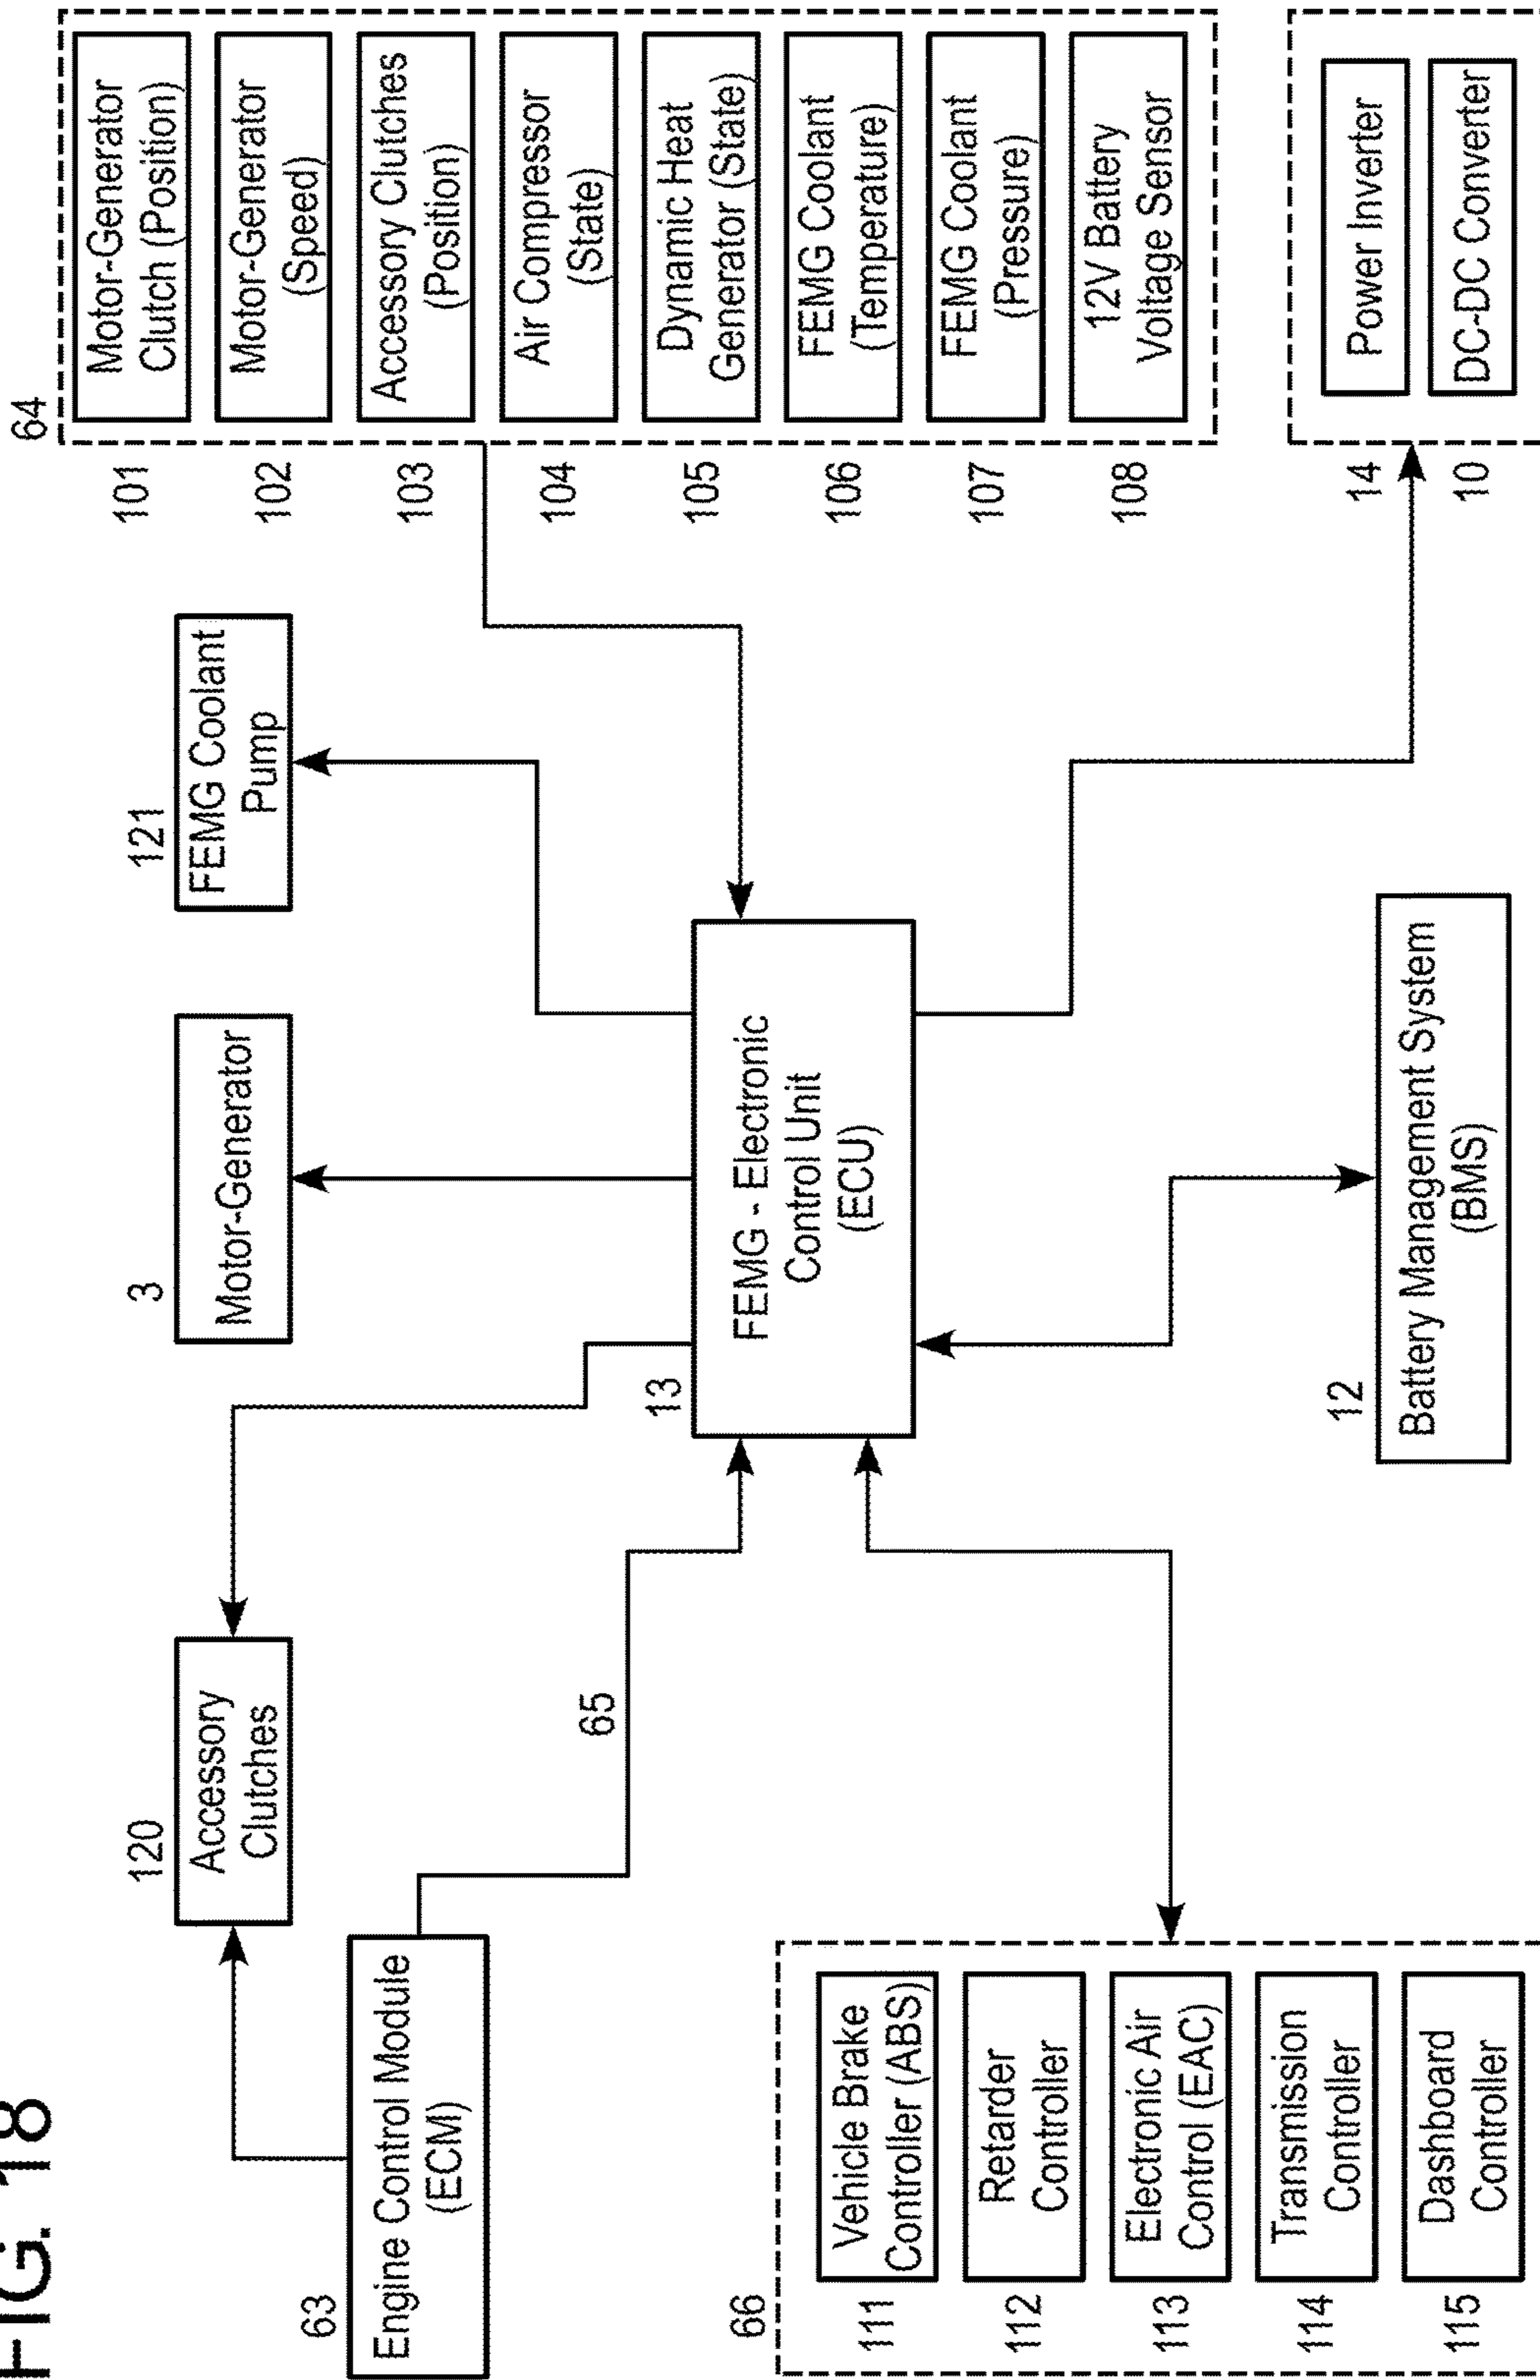 FIG. 18
63
Engine Control Module
(ECM)
120
Accessory
Clutches
3
Motor-Generator
121
FEMG Coolant
Pump
64
101
Motor-Generator
Clutch (Position)
102
Motor-Generator
(Speed)
103
Accessory Clutches
(Position)
104
Air Compressor
(State)
105
Dynamic Heat
Generator (State)
106
FEMG Coolant
(Temperature)
107
FEMG Coolant
(Pressure)
108
12V Battery
Voltage Sensor
65
13
FEMG - Electronic
Control Unit
(ECU)
66
111
Vehicle Brake
Controller (ABS)
112
Retarder
Controller
113
Electronic Air
Control (EAC)
114
Transmission
Controller
115
Dashboard
Controller
12
Battery Management System
(BMS)
14
Power Inverter
10
DC-DC Converter